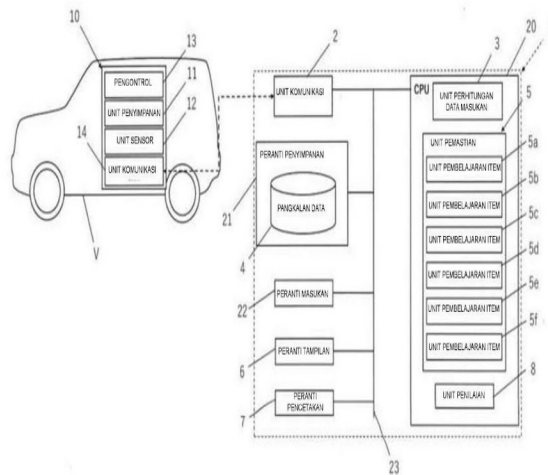 10
13
PENGONTROL
11
UNIT PENYIMPANAN
12
UNIT SENSOR
14
UNIT KOMUNIKASI
V
2
UNIT KOMUNIKASI
PERANTI PENYIMPANAN
PANGKALAN DATA
21
4
PERANTI MASUKAN
22
PERANTI TAMPILAN
6
PERANTI
PENCETAKAN
7
23
3
20
CPU
UNIT PERHITUNGAN
DATA MASUKAN
5
UNIT PEMASTIAN
5a
UNIT PEMBELAJARAN ITEM
5b
UNIT PEMBELAJARAN ITEM
5c
UNIT PEMBELAJARAN ITEM
5d
UNIT PEMBELAJARAN ITEM
5e
UNIT PEMBELAJARAN ITEM
5f
UNIT PEMBELAJARAN ITEM
8
UNIT PENILAIAN